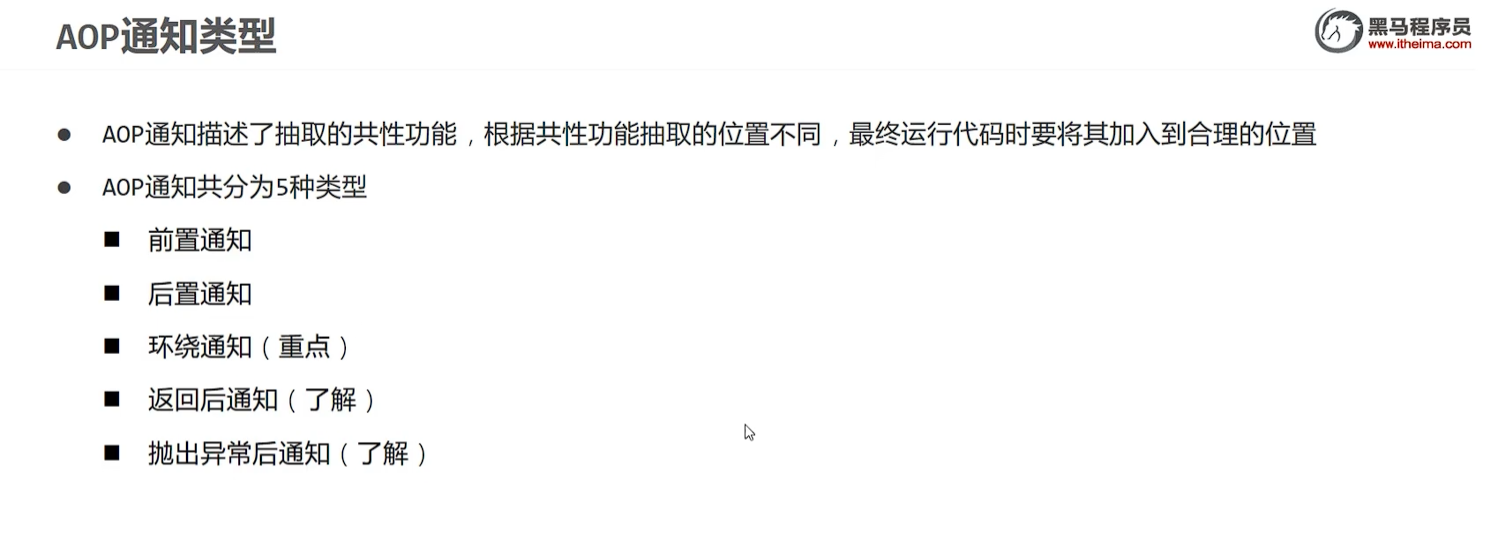 AOP通知类型
黑马程序员
www.itheima.com
● AOP通知描述了抽取的共性功能，根据共性功能抽取的位置不同，最终运行代码时要将其加入到合理的位置
● AOP通知共分为5种类型
■ 前置通知
■ 后置通知
■ 环绕通知（重点）
■ 返回后通知（了解）
■ 抛出异常后通知（了解）